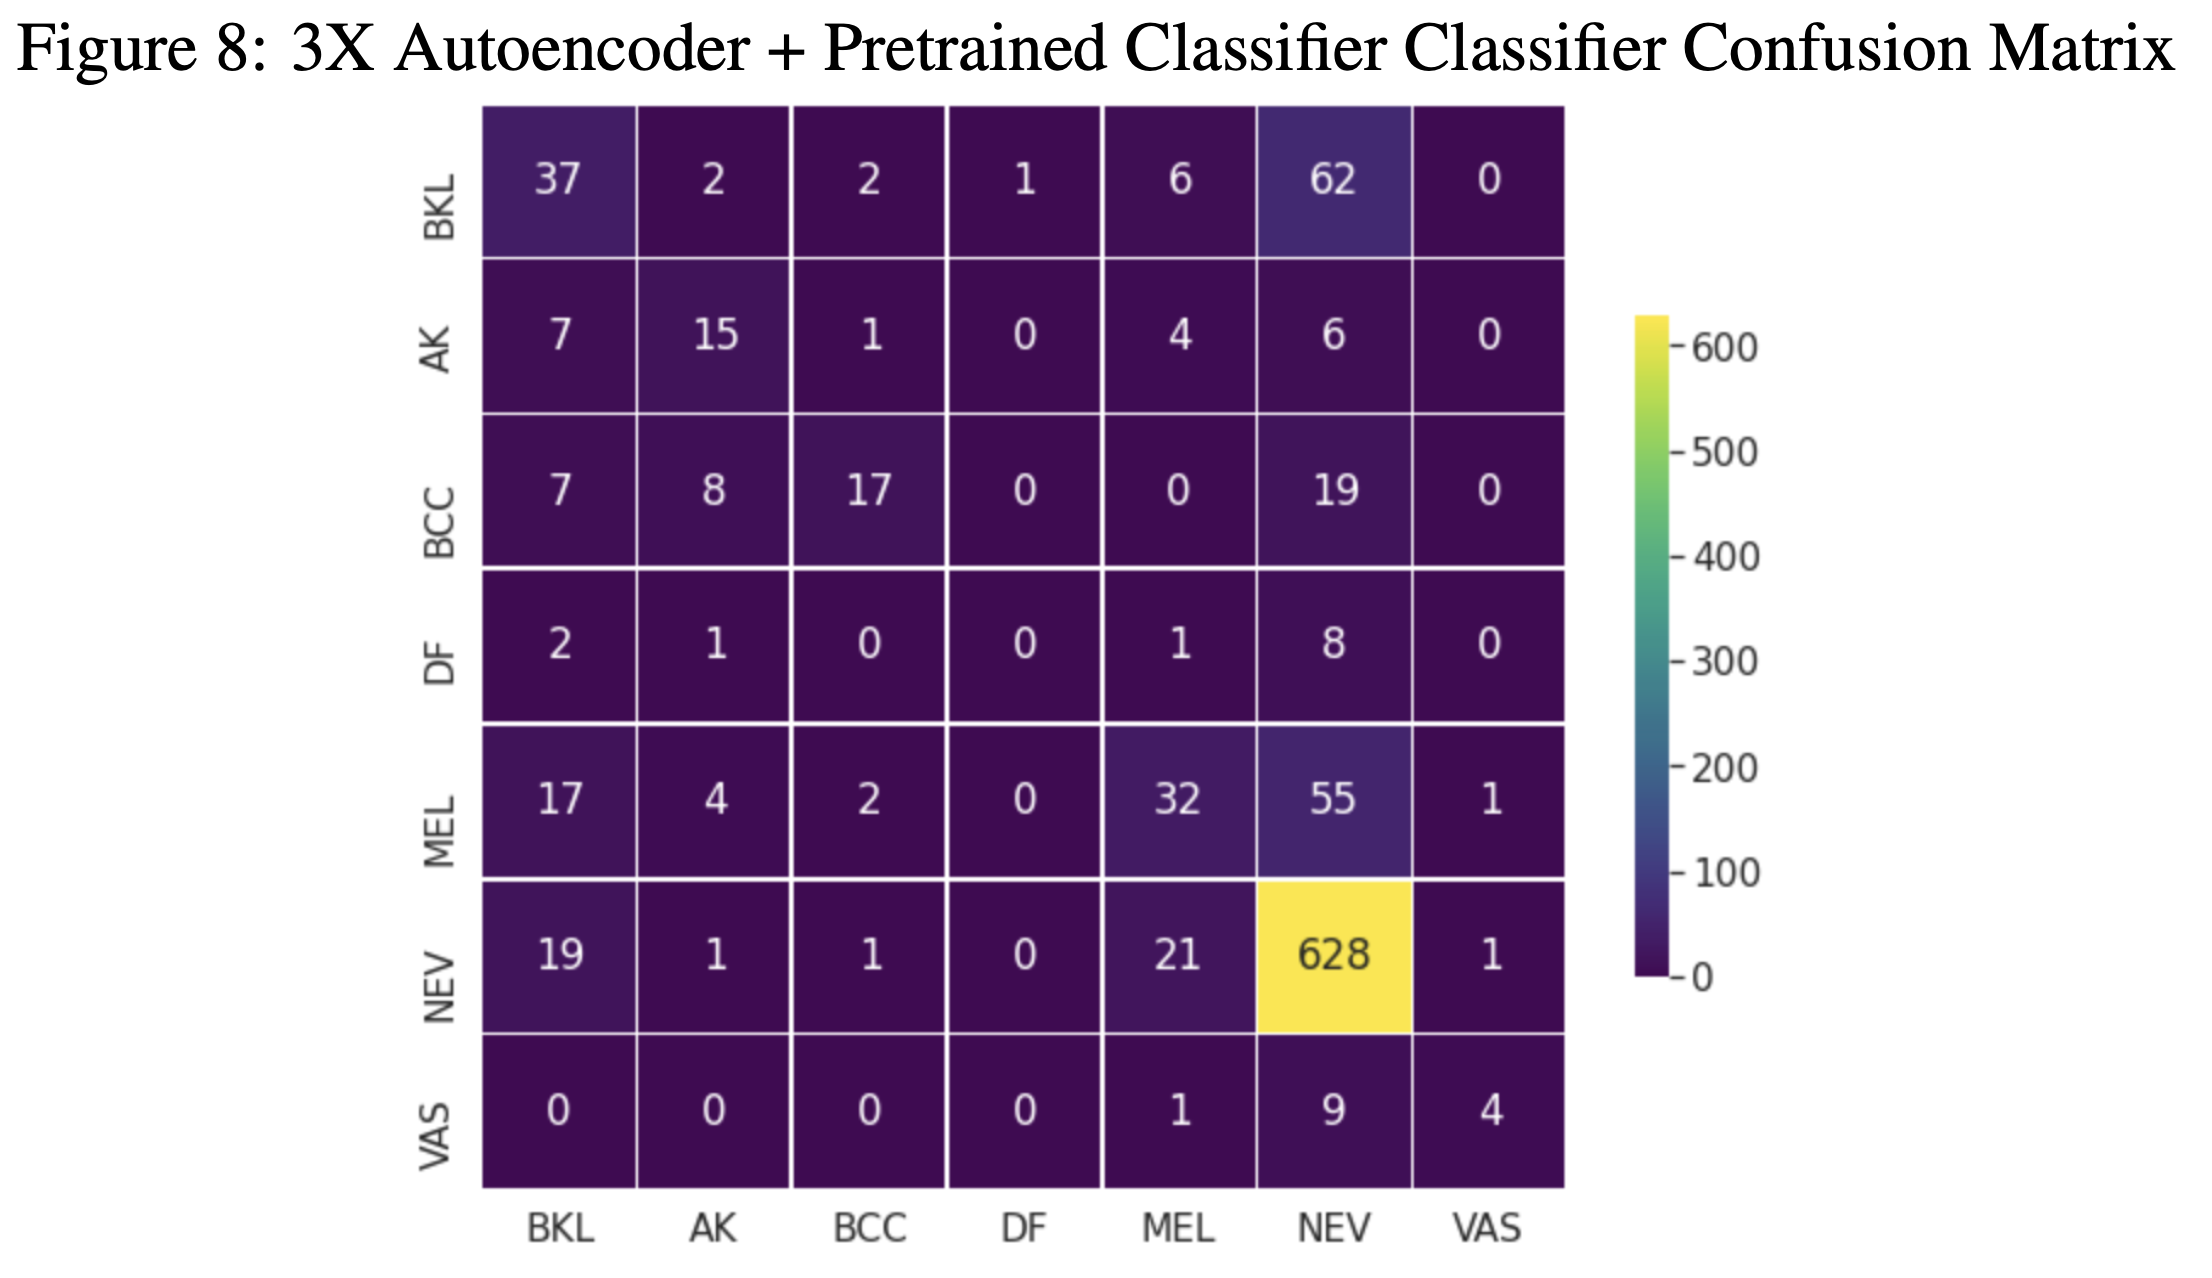 Figure 8: 3X Autoencoder + Pretrained Classifier Classifier Confusion Matrix
BKL 37 2 2 1 6 62 0
AK 7 15 1 0 4 6 0
BCC 7 8 17 0 0 19 0
DF 2 1 0 0 1 8 0
MEL 17 4 2 0 32 55 1
NEV 19 1 1 0 21 628 1
VAS 0 0 0 0 1 9 4
BKL AK BCC DF MEL NEV VAS
600
500
400
300
200
100
0